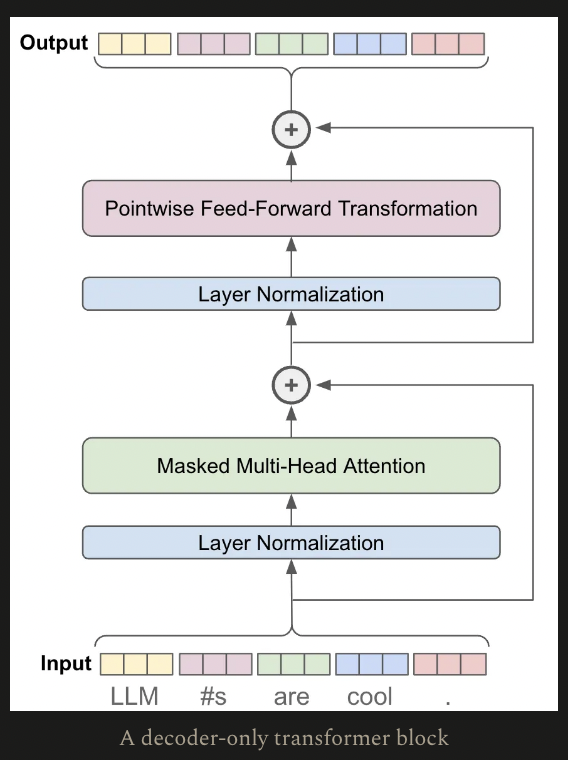 Output
+
Pointwise Feed-Forward Transformation
Layer Normalization
+
Masked Multi-Head Attention
Layer Normalization
Input
LLM #s are cool .
A decoder-only transformer block